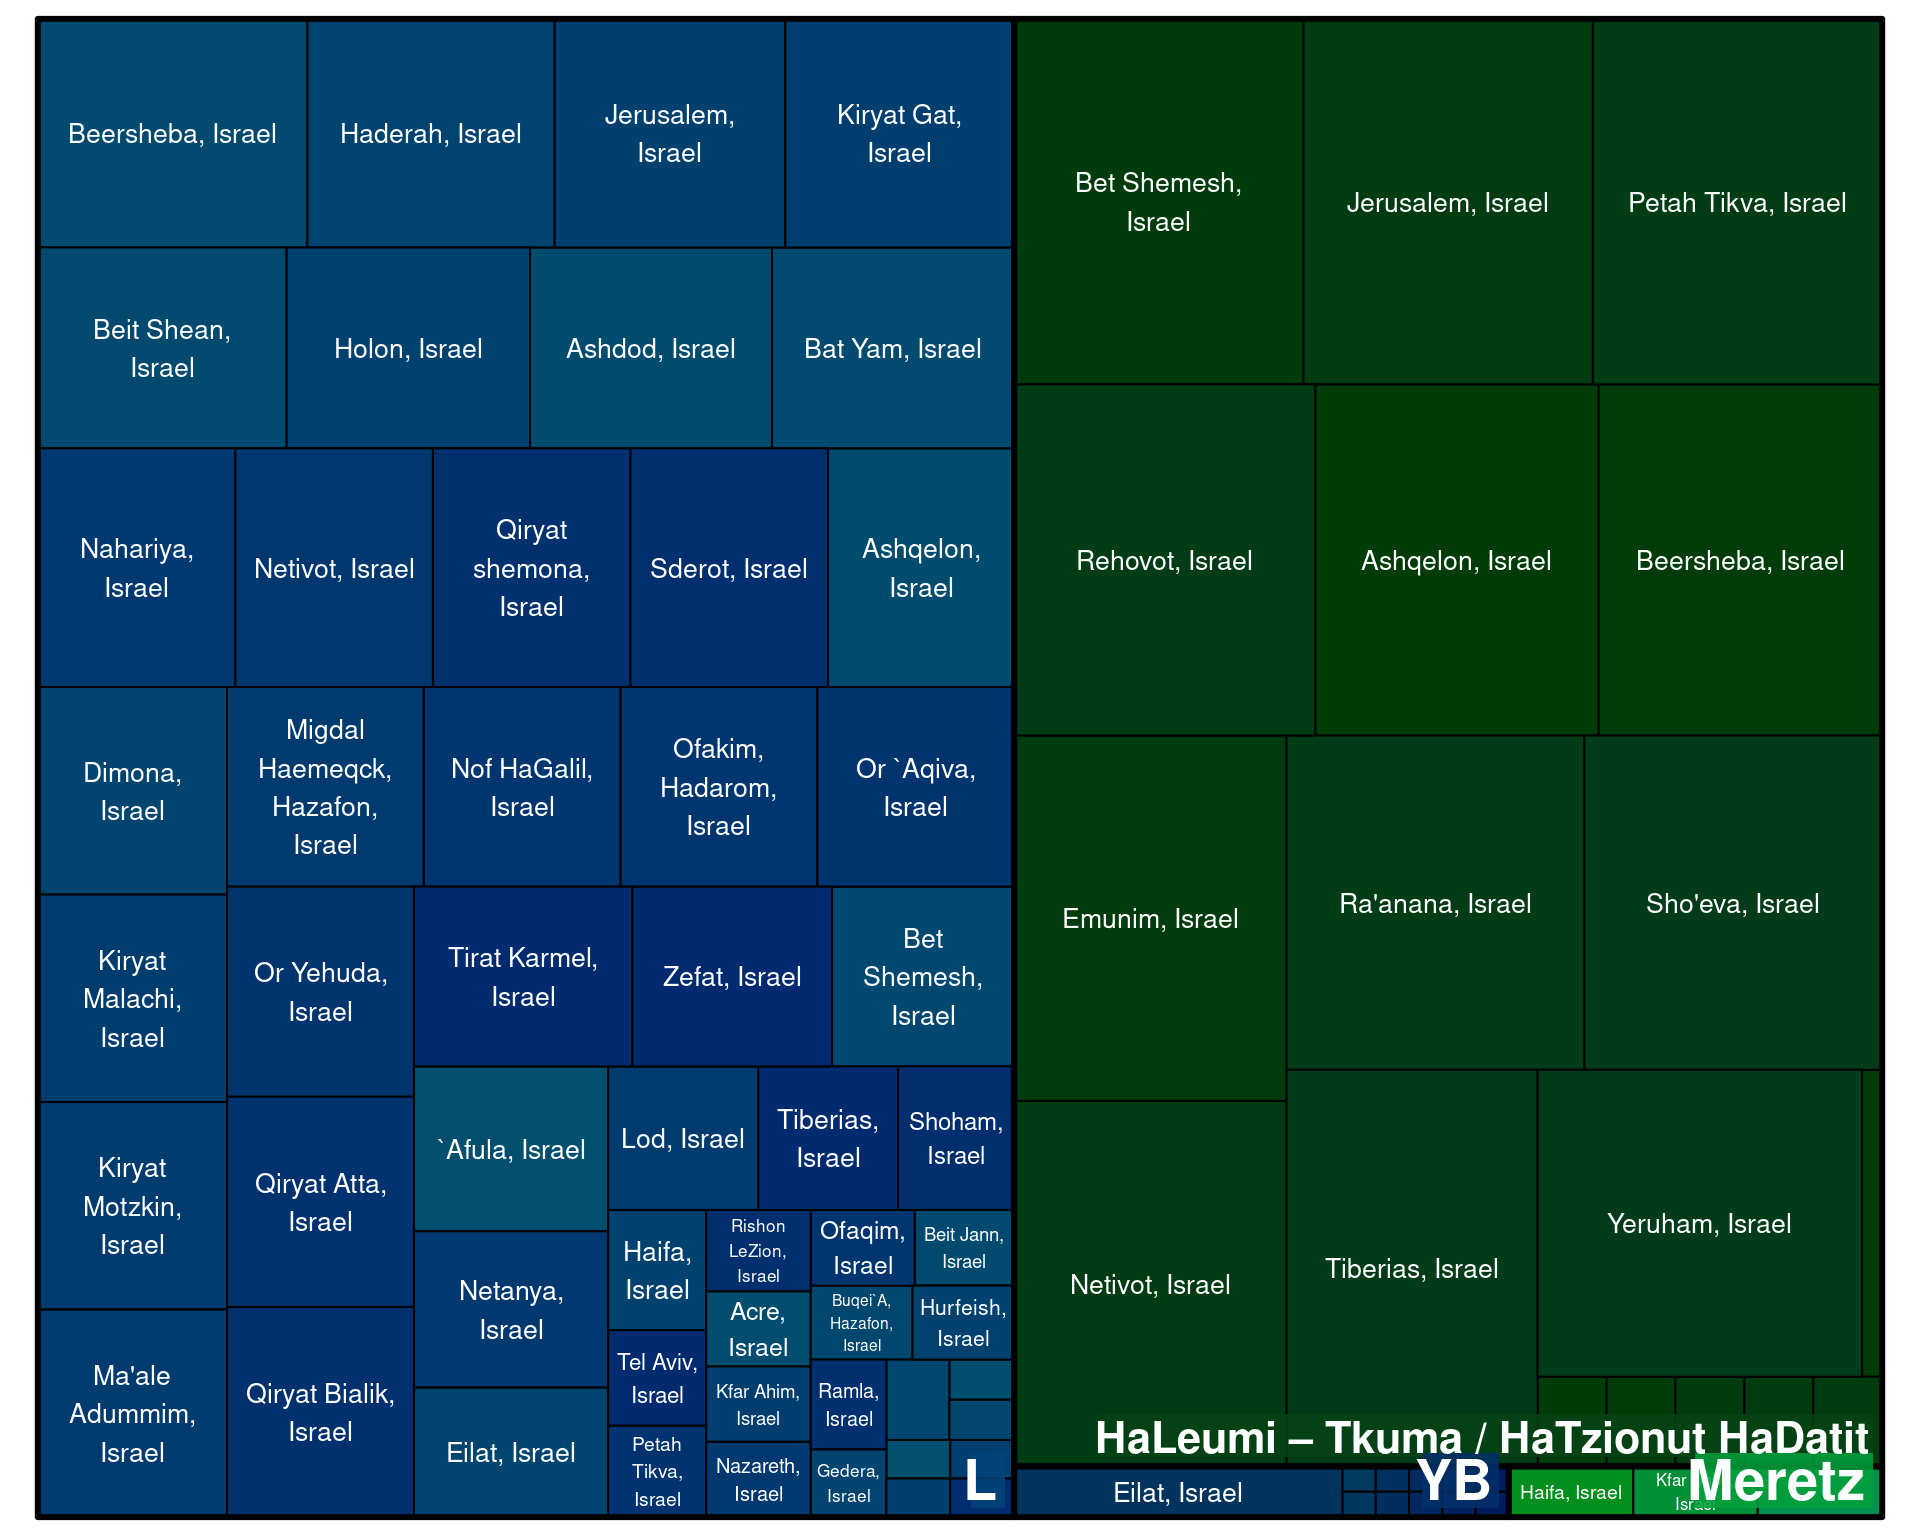 Beersheba, Israel
Haderah, Israel
Jerusalem,
Israel
Kiryat Gat,
Israel
Beit Shean,
Israel
Holon, Israel
Ashdod, Israel
Bat Yam, Israel
Nahariya,
Israel
Netivot, Israel
Qiryat
shemona,
Israel
Sderot, Israel
Ashqelon,
Israel
Dimona,
Israel
Migdal
Haemeqck,
Hazafon,
Israel
Nof HaGalil,
Israel
Ofakim,
Hadarom,
Israel
Or `Aqiva,
Israel
Kiryat
Malachi,
Israel
Or Yehuda,
Israel
Tirat Karmel,
Israel
Zefat, Israel
Bet
Shemesh,
Israel
Kiryat
Motzkin,
Israel
Qiryat Atta,
Israel
`Afula, Israel
Lod, Israel
Tiberias,
Israel
Shoham,
Israel
Netanya,
Israel
Haifa,
Israel
Rishon
LeZion,
Israel
Ofaqim,
Israel
Beit Jann,
Israel
Acre,
Israel
Buqei`A,
Hazafon,
Israel
Hurfeish,
Israel
Ma'ale
Adummim,
Israel
Qiryat Bialik,
Israel
Eilat, Israel
Tel Aviv,
Israel
Kfar Ahim,
Israel
Ramla,
Israel
Petah
Tikva,
Israel
Nazareth,
Israel
Gedera,
Israel
L
Bet Shemesh,
Israel
Jerusalem, Israel
Petah Tikva, Israel
Rehovot, Israel
Ashqelon, Israel
Beersheba, Israel
Emunim, Israel
Ra'anana, Israel
Sho'eva, Israel
Netivot, Israel
Tiberias, Israel
Yeruham, Israel
HaLeumi – Tkuma / HaTzionut HaDatit
Eilat, Israel
YB
Haifa, Israel
Kfar
Israel
Meretz